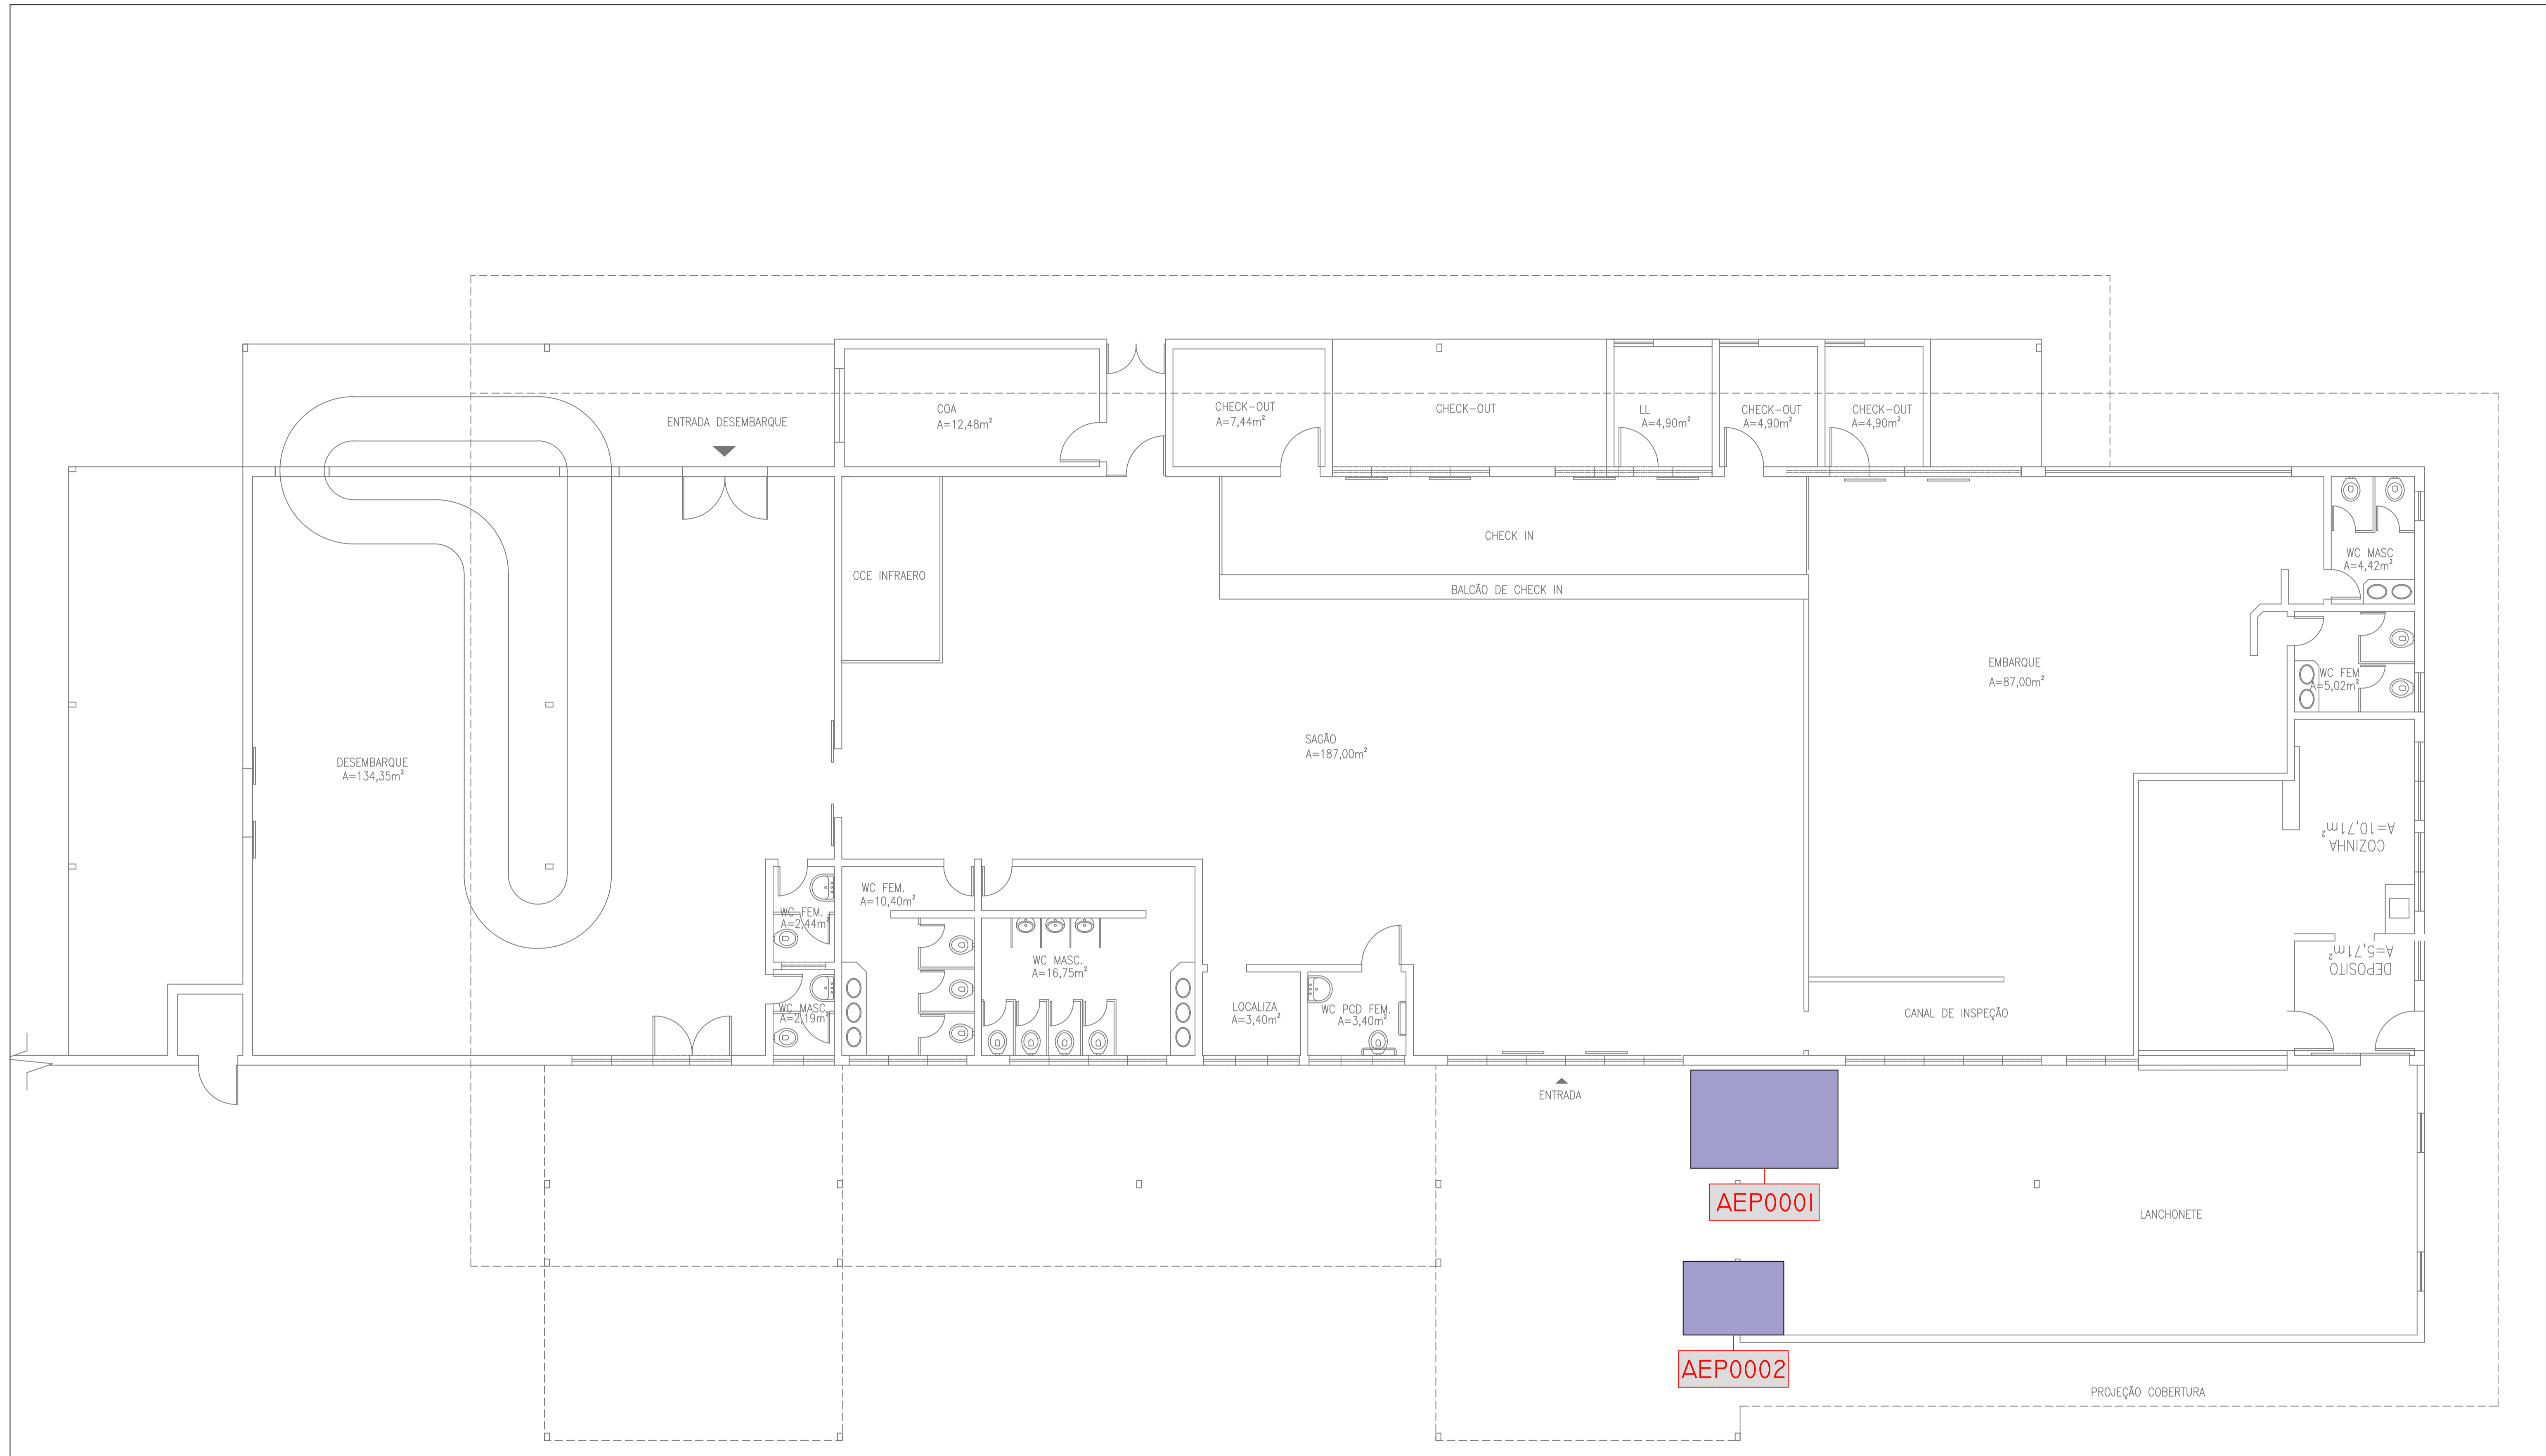 COA
A=12,48m²
CHECK-OUT
A=7,44m²
CHECK-OUT
LL
A=4,90m²
CHECK-OUT
A=4,90m²
CHECK-OUT
A=4,90m²
ENTRADA DESEMBARQUE
CHECK IN
BALCÃO DE CHECK IN
CCE INFRAERO
WC MASC
A=4,42m²
EMBARQUE
A=87,00m²
WC FEM
A=5,02m²
SAGÃO
A=187,00m²
DESEMBARQUE
A=134,35m²
COZINHA
A=10,71m²
WC FEM.
A=10,40m²
WC FEM.
A=2,44m²
WC MASC.
A=16,75m²
DEPOSITO
A=5,71m²
WC MASC.
A=2,19m²
LOCALIZA
A=3,40m²
WC PCD FEM.
A=3,40m²
CANAL DE INSPEÇÃO
ENTRADA
AEP0001
LANCHONETE
AEP0002
PROJEÇÃO COBERTURA